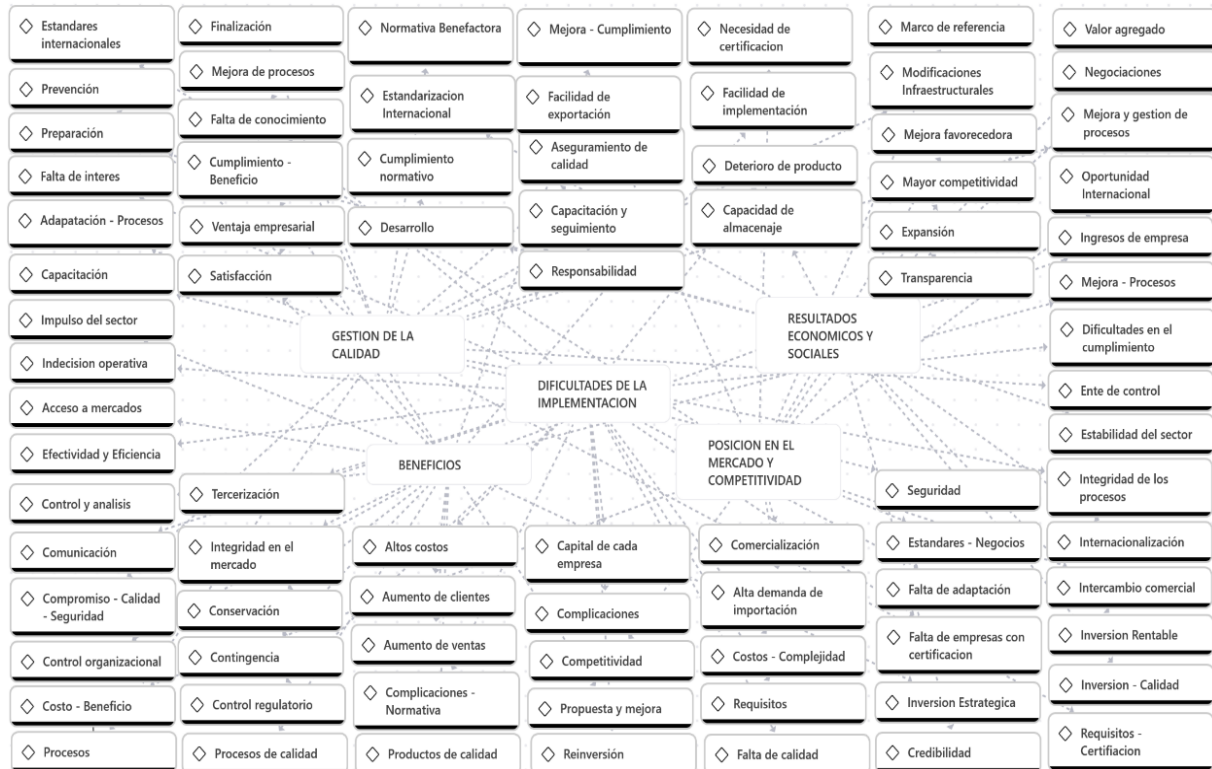 Estandares
internacionales
Prevención
Preparación
Falta de interes
Adapatación - Procesos
Capacitación
Impulso del sector
Indecision operativa
Acceso a mercados
Efectividad y Eficiencia
Control y analisis
Comunicación
Compromiso - Calidad
- Seguridad
Control organizacional
Costo - Beneficio
Procesos
Finalización
Mejora de procesos
Falta de conocimiento
Cumplimiento -
Beneficio
Ventaja empresarial
Satisfacción
Tercerización
Integridad en el
mercado
Conservación
Contingencia
Control regulatorio
Procesos de calidad
Normativa Benefactora
Estandarizacion
Internacional
Cumplimiento
normativo
Desarrollo
GESTION DE LA
CALIDAD
BENEFICIOS
Altos costos
Aumento de clientes
Aumento de ventas
Complicaciones -
Normativa
Productos de calidad
Mejora - Cumplimiento
Facilidad de
exportación
Aseguramiento de
calidad
Capacitación y
seguimiento
Responsabilidad
DIFICULTADES DE LA
IMPLEMENTACION
Capital de cada
empresa
Complicaciones
Competitividad
Propuesta y mejora
Reinversión
Necesidad de
certificacion
Facilidad de
implementación
Deterioro de producto
Capacidad de
almacenaje
RESULTADOS
ECONOMICOS Y
SOCIALES
POSICION EN EL
MERCADO Y
COMPETITIVIDAD
Comercialización
Alta demanda de
importación
Costos - Complejidad
Requisitos
Falta de calidad
Marco de referencia
Modificaciones
Infraestructurales
Mejora favorecedora
Mayor competitividad
Expansión
Transparencia
Seguridad
Estandares - Negocios
Falta de adaptación
Falta de empresas con
certificacion
Inversion Estrategica
Credibilidad
Valor agregado
Negociaciones
Mejora y gestion de
procesos
Oportunidad
Internacional
Ingresos de empresa
Mejora - Procesos
Dificultades en el
cumplimiento
Ente de control
Estabilidad del sector
Integridad de los
procesos
Internacionalización
Intercambio comercial
Inversion Rentable
Inversion - Calidad
Requisitos -
Certifiacion